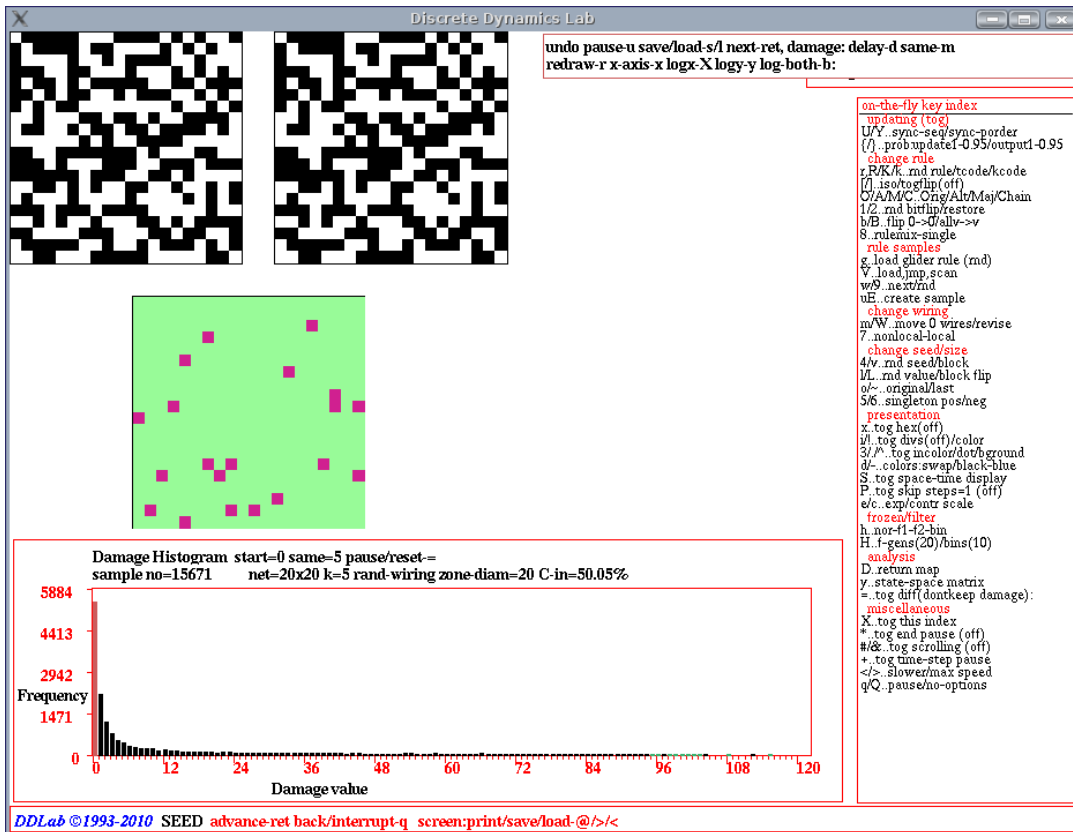 Discrete Dynamics Lab
undo pause-u save/load-s/l next-ret, damage: delay-d same-m
redraw-r x-axis-x logx-X logy-y log-both-b:
on-the-fly key index
updating (tog)
U/Y..sync-seq/sync-porder
{/}..prob:update1-0.95/output1-0.95
change rule
r,R/K/k..rnd rule/tcode/kcode
[/]..iso/togflip(off)
O/A/M/C..Orig/Alt/Maj/Chain
1/2..rnd bitflip/restore
b/B..flip 0->0/allv->v
8..rulemix-single
rule samples
g..load glider rule (rnd)
V..load,jmp,scan
w/9..next/rnd
uE..create sample
change wiring
m/W..move 0 wires/revise
7..nonlocal-local
change seed/size
4/v..rnd seed/block
l/L..rnd value/block flip
o/~..original/last
5/6..singleton pos/neg
presentation
x..tog hex(off)
i/!..tog divs(off)/color
3/./^..tog incolor/dot/bground
d/-..colors:swap/black-blue
S..tog space-time display
P..tog skip steps=1 (off)
e/c..exp/contr scale
frozen/filter
h..nor-f1-f2-bin
H..f-gens(20)/bins(10)
analysis
D..return map
y..state-space matrix
=..tog diff(dontkeep damage):
miscellaneous
X..tog this index
*..tog end pause (off)
#/&..tog scrolling (off)
+..tog time-step pause
</>..slower/max speed
q/Q..pause/no-options
Damage Histogram start=0 same=5 pause/reset-=
sample no=15671 net=20x20 k=5 rand-wiring zone-diam=20 C-in=50.05%
5884
4413
2942
Frequency
1471
0
0 12 24 36 48 60 72 84 96 108 120
Damage value
DDLab ©1993-2010 SEED advance-ret back/interrupt-q screen:print/save/load-@/>/<